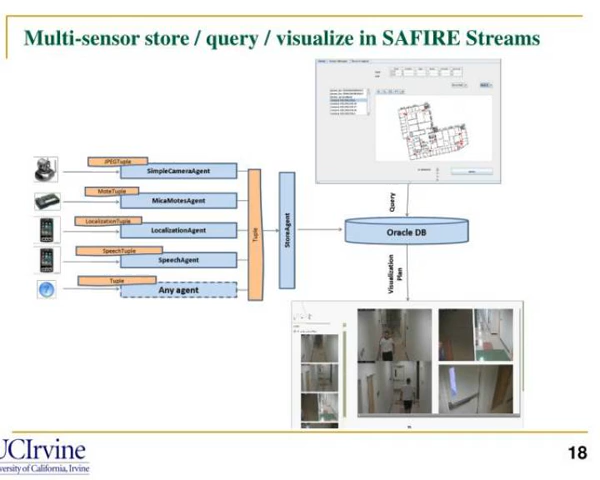 Multi-sensor store / query / visualize in SAFIRE Streams
JPEGTuple
SimpleCameraAgent
MoteTuple
MicaMotesAgent
LocalizationTuple
LocalizationAgent
SpeechTuple
SpeechAgent
Tuple
Any agent
Tuple
StoreAgent
Query
Oracle DB
Visualization
Plan
UCIrvine
versity of California, Irvine
18